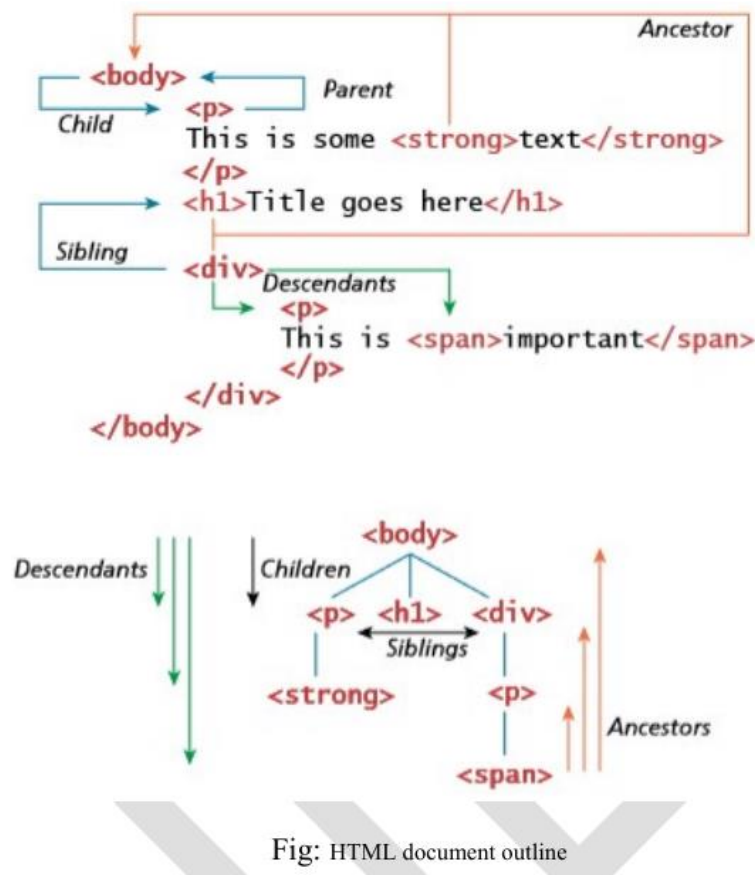 Ancestor
<body>
Parent
Child
<p>
This is some <strong>text</strong>
</p>
<h1>Title goes here</h1>
Sibling
<div>
Descendants
<p>
This is <span>important</span>
</p>
</div>
</body>
<body>
Descendants
Children
<p> <h1> <div>
Siblings
<strong> <p>
Ancestors
<span>
Fig: HTML document outline